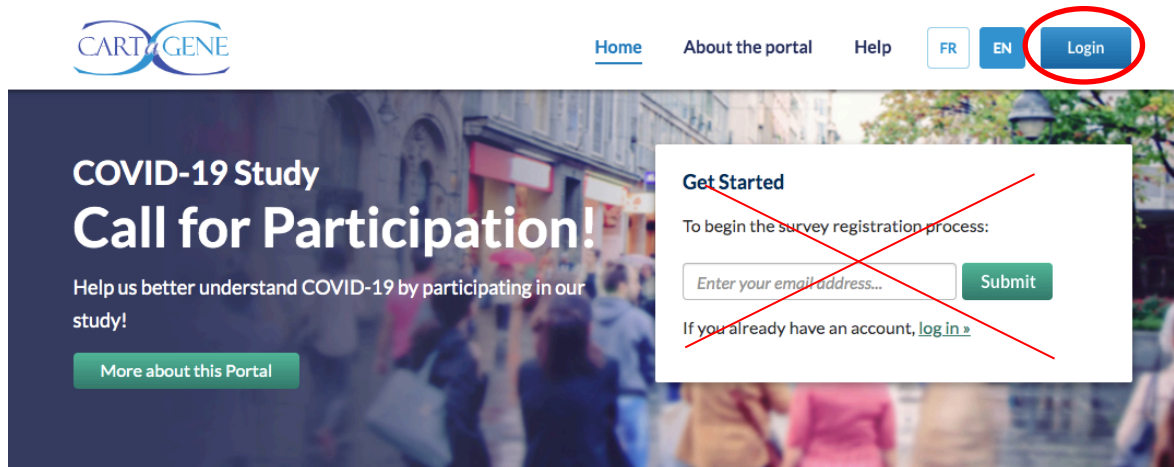 CARTaGENE
Home About the portal Help FR EN Login
COVID-19 Study
Call for Participation!
Help us better understand COVID-19 by participating in our
study!
More about this Portal
Get Started
To begin the survey registration process:
Enter your email address... Submit
If you already have an account, log in »